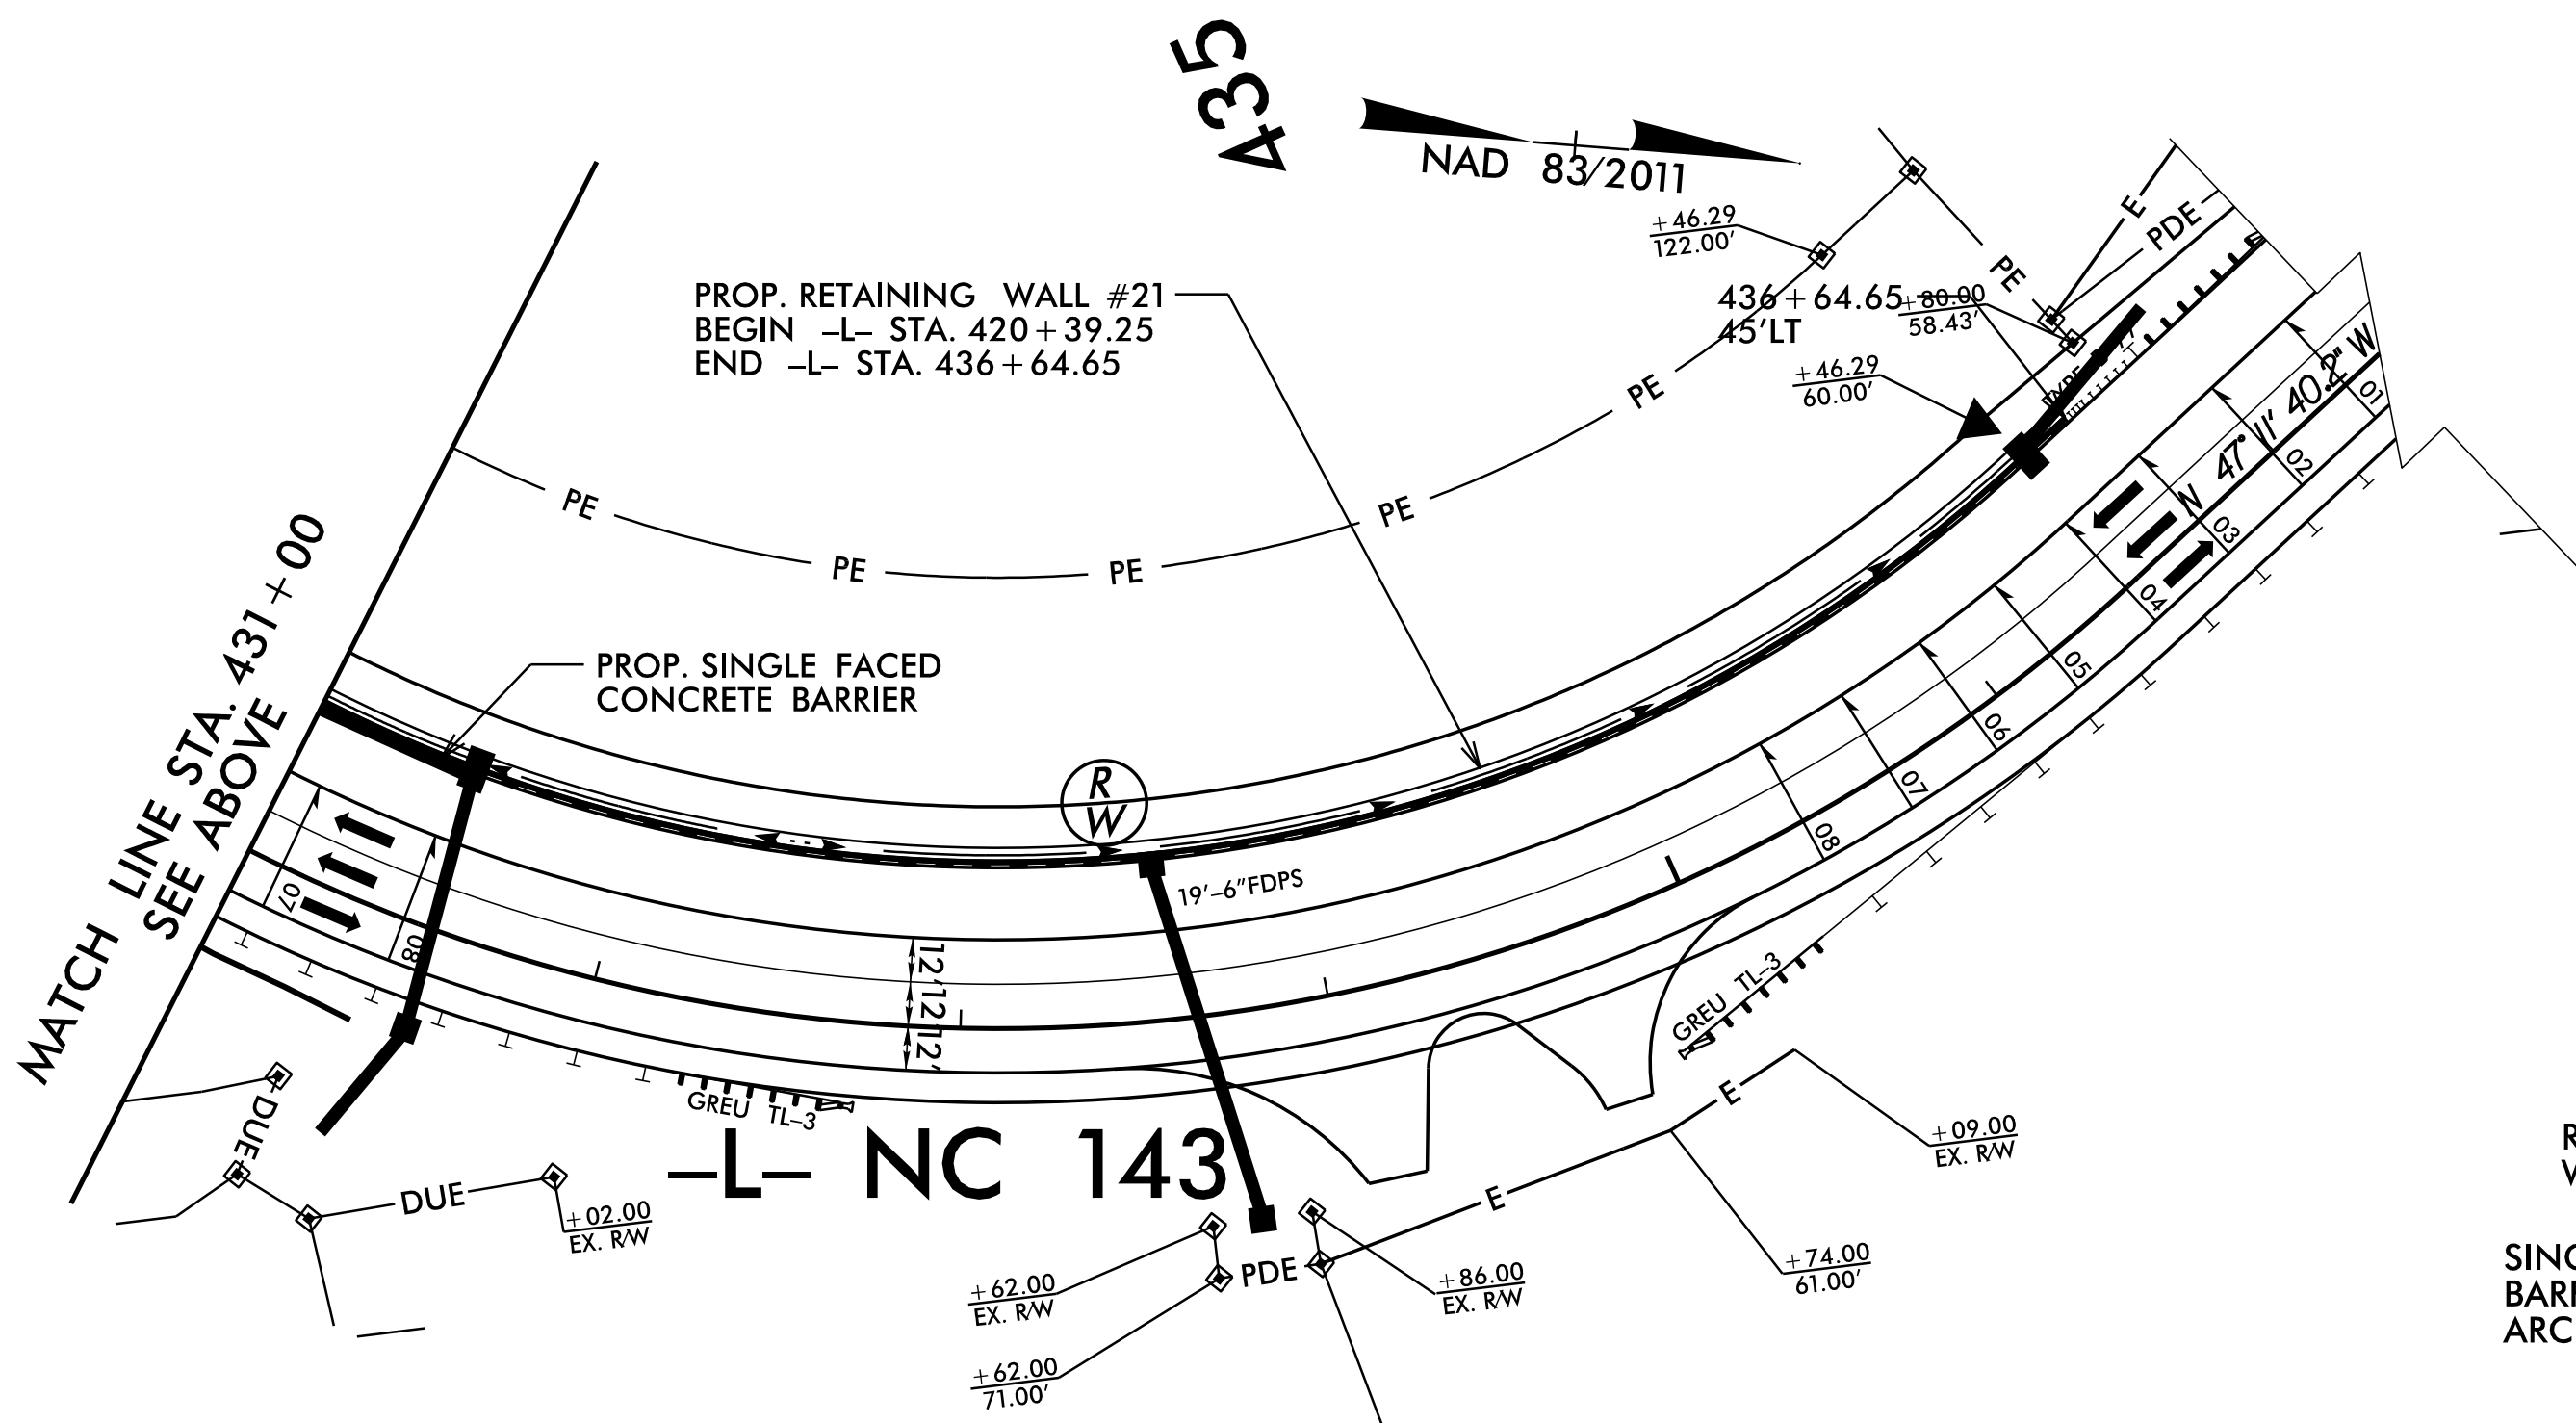 435
NAD 83/2011
+46.29
122.00'
E
PDE
PE
PROP. RETAINING WALL #21
BEGIN –L– STA. 420+39.25
END –L– STA. 436+64.65
436+64.65
45'LT
+80.00
58.43'
+46.29
60.00'
PE
PE
PE
PE
PE
N 47° 11' 40.2" W
01
02
03
04
05
06
07
08
MATCH LINE STA. 431+00
SEE ABOVE
PROP. SINGLE FACED
CONCRETE BARRIER
R
W
19'–6"FDPS
07
08
12'
12'
12'
GREU TL–3
GREU TL–3
–L– NC 143
DUE
DUE
+02.00
EX. R/W
E
E
+09.00
EX. R/W
+62.00
EX. R/W
PDE
+86.00
EX. R/W
+74.00
61.00'
+62.00
71.00'